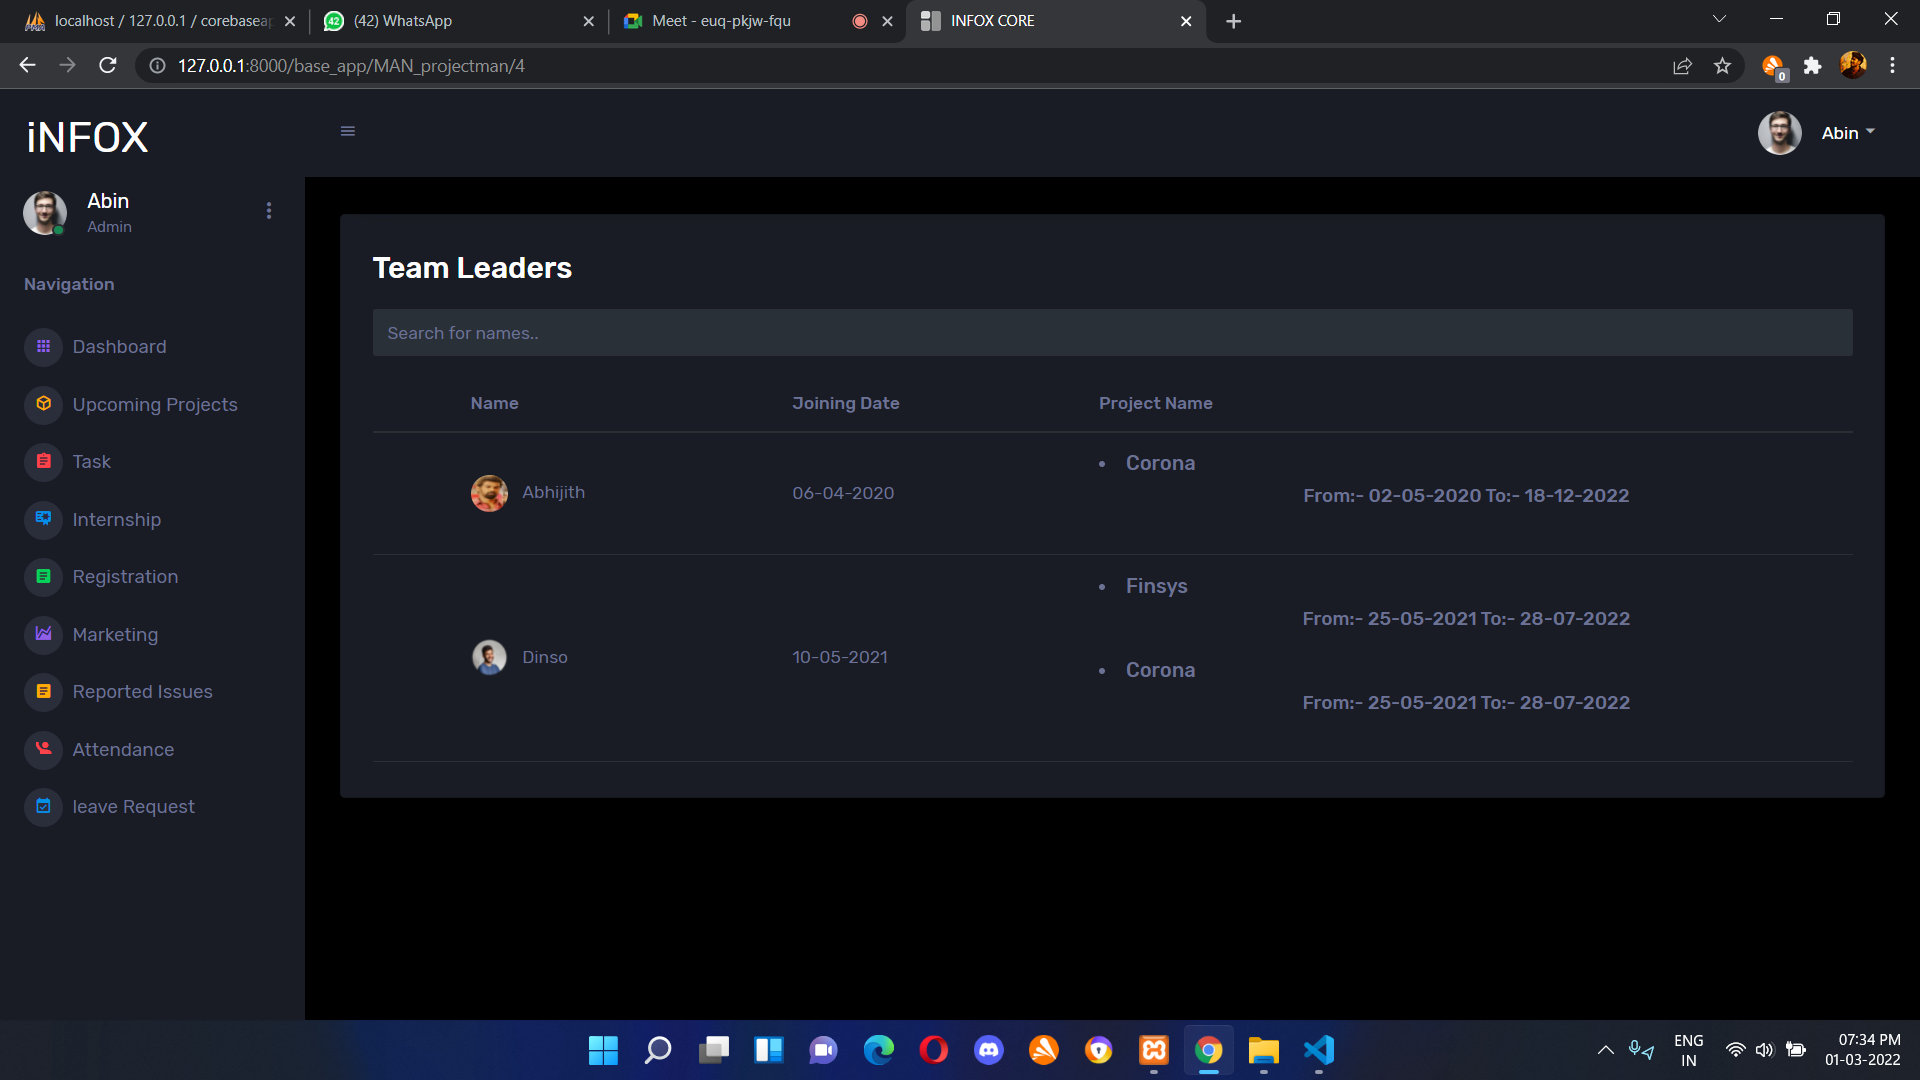 localhost / 127.0.0.1 / corebaseap
(42) WhatsApp
Meet - euq-pkjw-fqu
INFOX CORE
127.0.0.1:8000/base_app/MAN_projectman/4
0
iNFOX
Abin
Abin
Admin
Navigation
Dashboard
Upcoming Projects
Task
Internship
Registration
Marketing
Reported Issues
Attendance
leave Request
Team Leaders
Search for names..
Name Joining Date Project Name
Abhijith 06-04-2020
• Corona
From:- 02-05-2020 To:- 18-12-2022
Dinso 10-05-2021
• Finsys
From:- 25-05-2021 To:- 28-07-2022
• Corona
From:- 25-05-2021 To:- 28-07-2022
ENG
IN
07:34 PM
01-03-2022